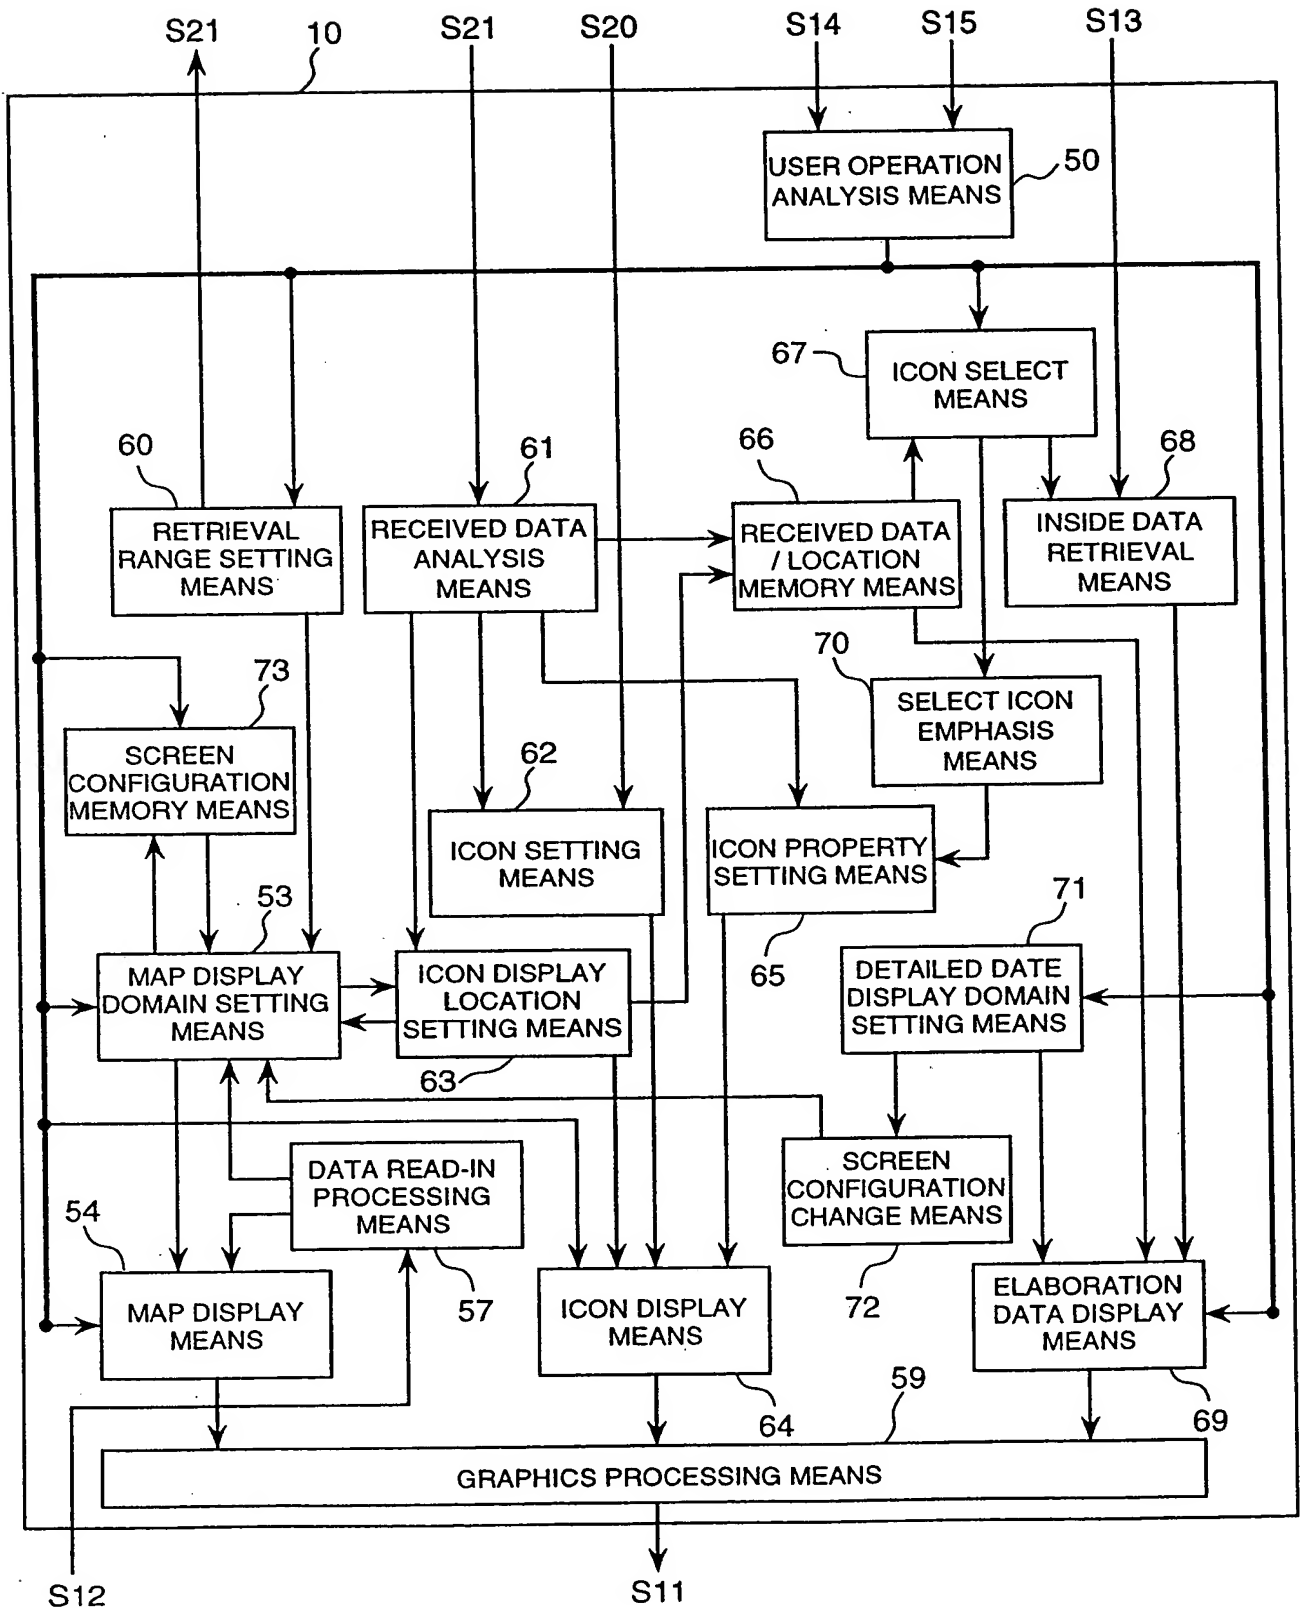 S21
10
S21
S20
S14
S15
S13
USER OPERATION
ANALYSIS MEANS
50
67
ICON SELECT
MEANS
60
61
66
68
RETRIEVAL
RANGE SETTING
MEANS
RECEIVED DATA
ANALYSIS
MEANS
RECEIVED DATA
/ LOCATION
MEMORY MEANS
INSIDE DATA
RETRIEVAL
MEANS
73
70
SELECT ICON
EMPHASIS
MEANS
SCREEN
CONFIGURATION
MEMORY MEANS
62
ICON SETTING
MEANS
ICON PROPERTY
SETTING MEANS
65
53
71
MAP DISPLAY
DOMAIN SETTING
MEANS
ICON DISPLAY
LOCATION
SETTING MEANS
63
DETAILED DATE
DISPLAY DOMAIN
SETTING MEANS
DATA READ-IN
PROCESSING
MEANS
57
SCREEN
CONFIGURATION
CHANGE MEANS
72
54
MAP DISPLAY
MEANS
ICON DISPLAY
MEANS
64
ELABORATION
DATA DISPLAY
MEANS
69
59
GRAPHICS PROCESSING MEANS
S12
S11